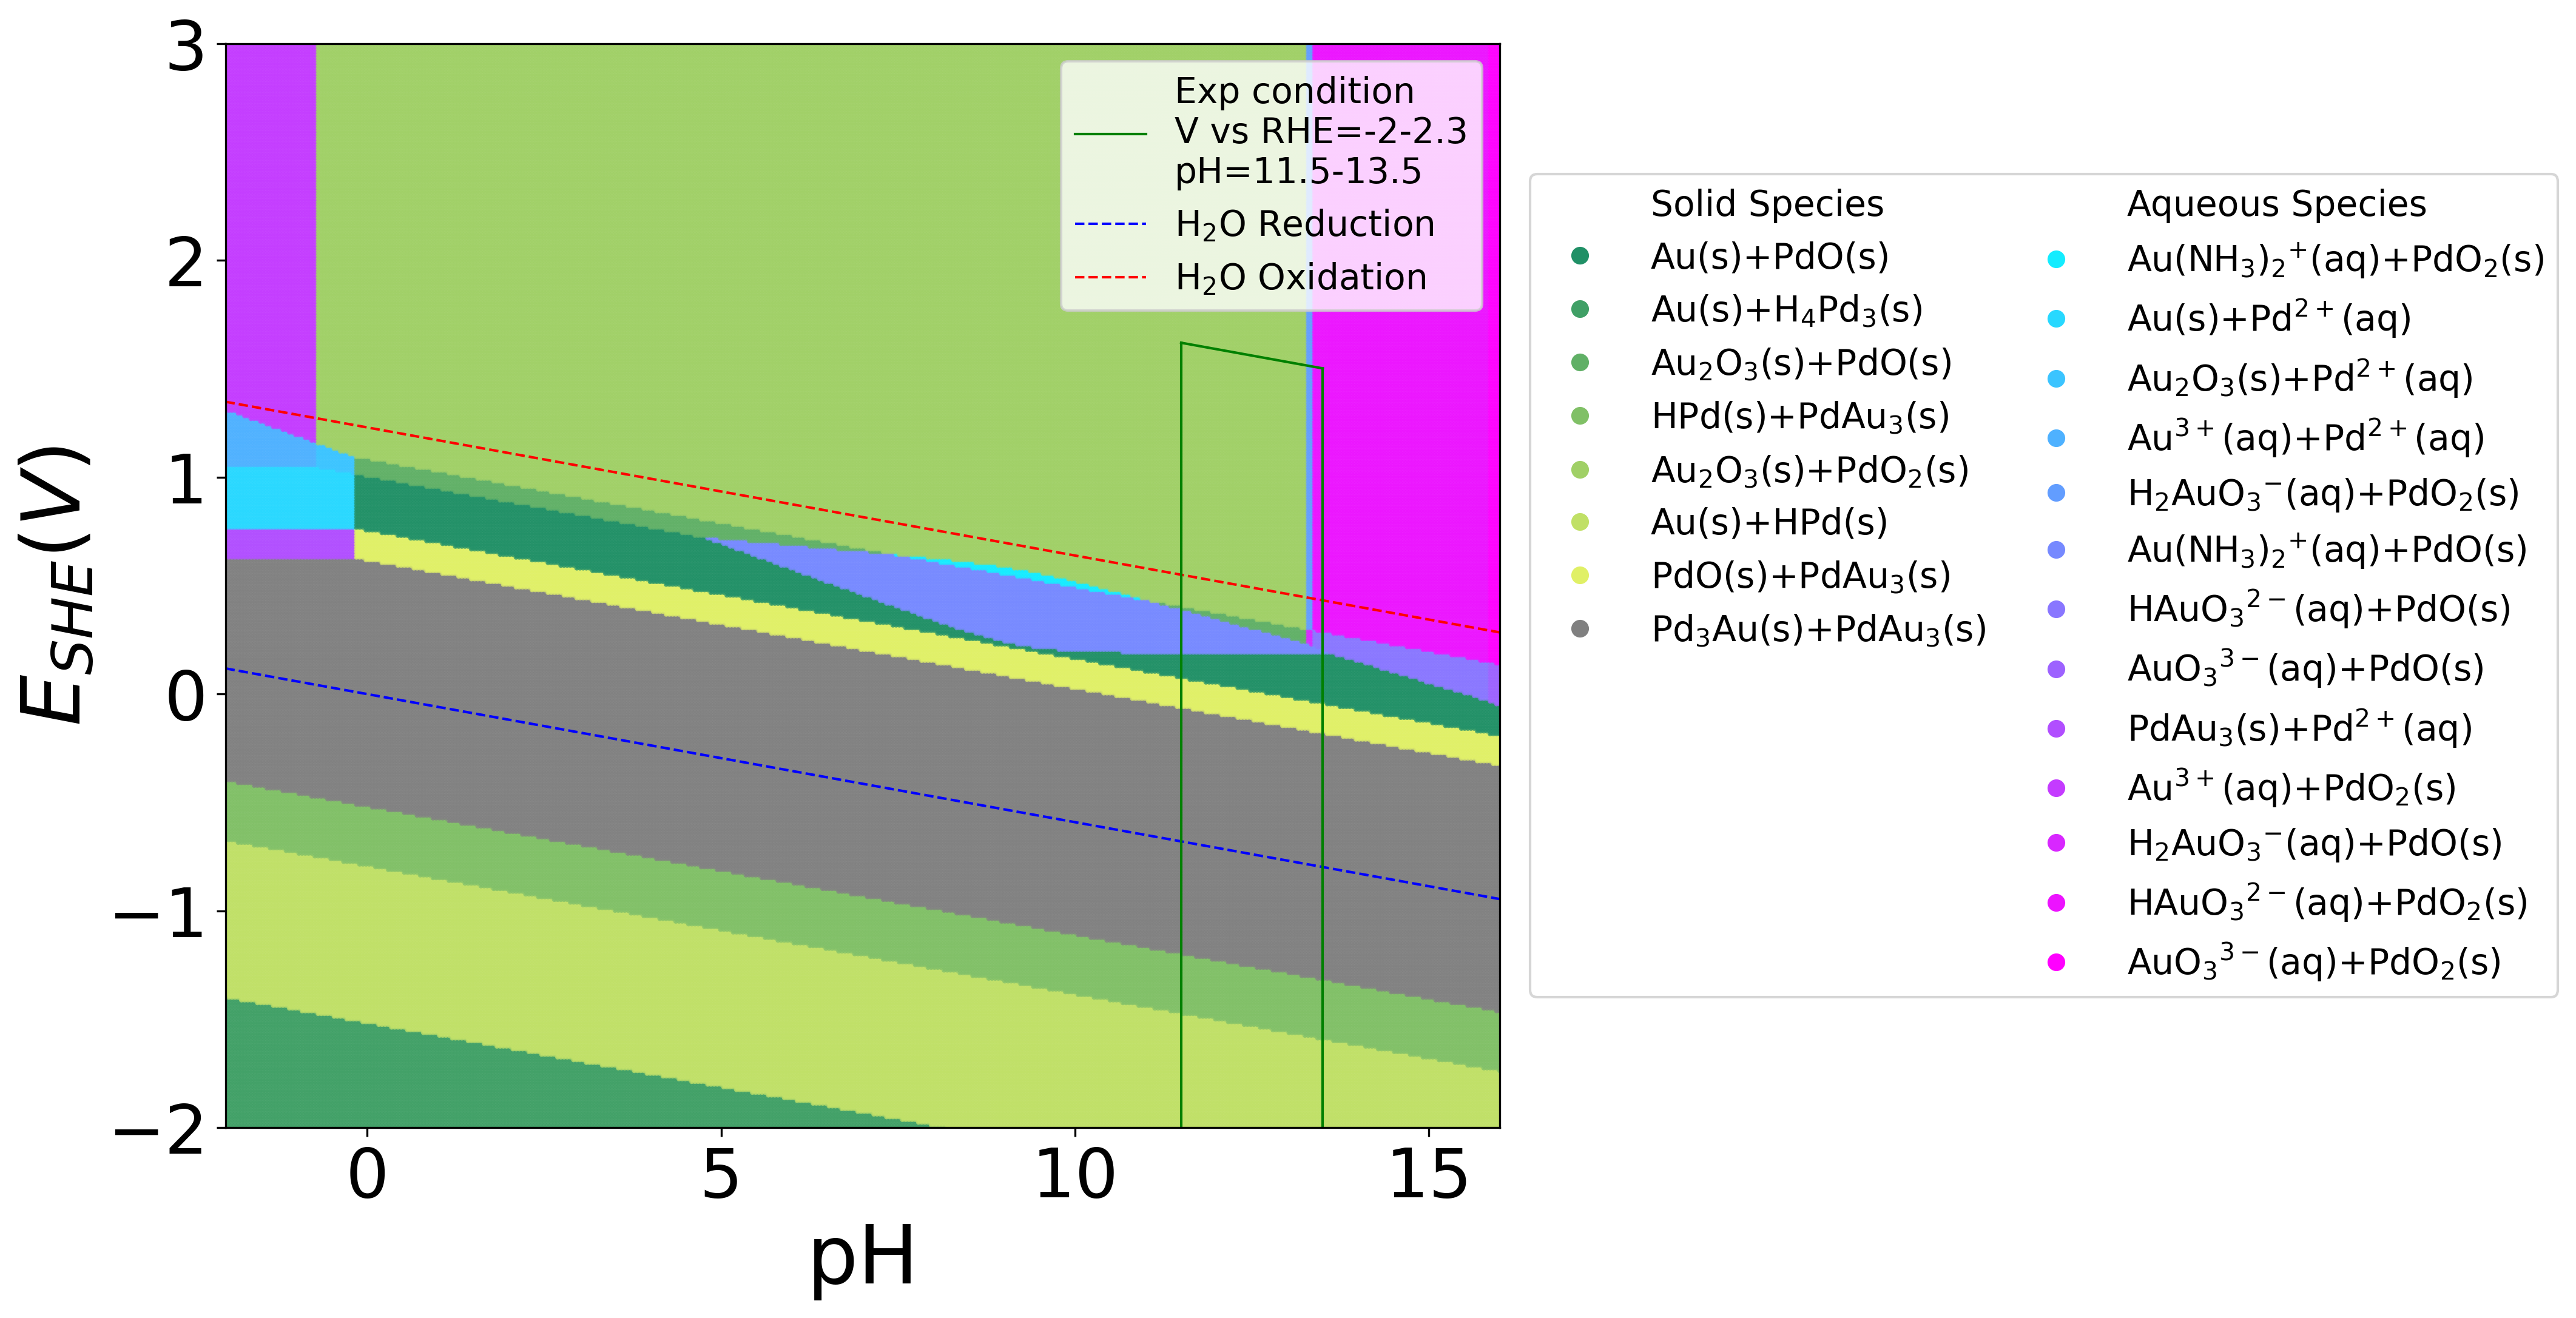 3
2
1
0
−1
−2
E_SHE(V)
0
5
10
15
pH
Exp condition
V vs RHE=-2-2.3
pH=11.5-13.5
H₂O Reduction
H₂O Oxidation
Solid Species
Au(s)+PdO(s)
Au(s)+H₄Pd₃(s)
Au₂O₃(s)+PdO(s)
HPd(s)+PdAu₃(s)
Au₂O₃(s)+PdO₂(s)
Au(s)+HPd(s)
PdO(s)+PdAu₃(s)
Pd₃Au(s)+PdAu₃(s)
Aqueous Species
Au(NH₃)₂⁺(aq)+PdO₂(s)
Au(s)+Pd²⁺(aq)
Au₂O₃(s)+Pd²⁺(aq)
Au³⁺(aq)+Pd²⁺(aq)
H₂AuO₃⁻(aq)+PdO₂(s)
Au(NH₃)₂⁺(aq)+PdO(s)
HAuO₃²⁻(aq)+PdO(s)
AuO₃³⁻(aq)+PdO(s)
PdAu₃(s)+Pd²⁺(aq)
Au³⁺(aq)+PdO₂(s)
H₂AuO₃⁻(aq)+PdO(s)
HAuO₃²⁻(aq)+PdO₂(s)
AuO₃³⁻(aq)+PdO₂(s)